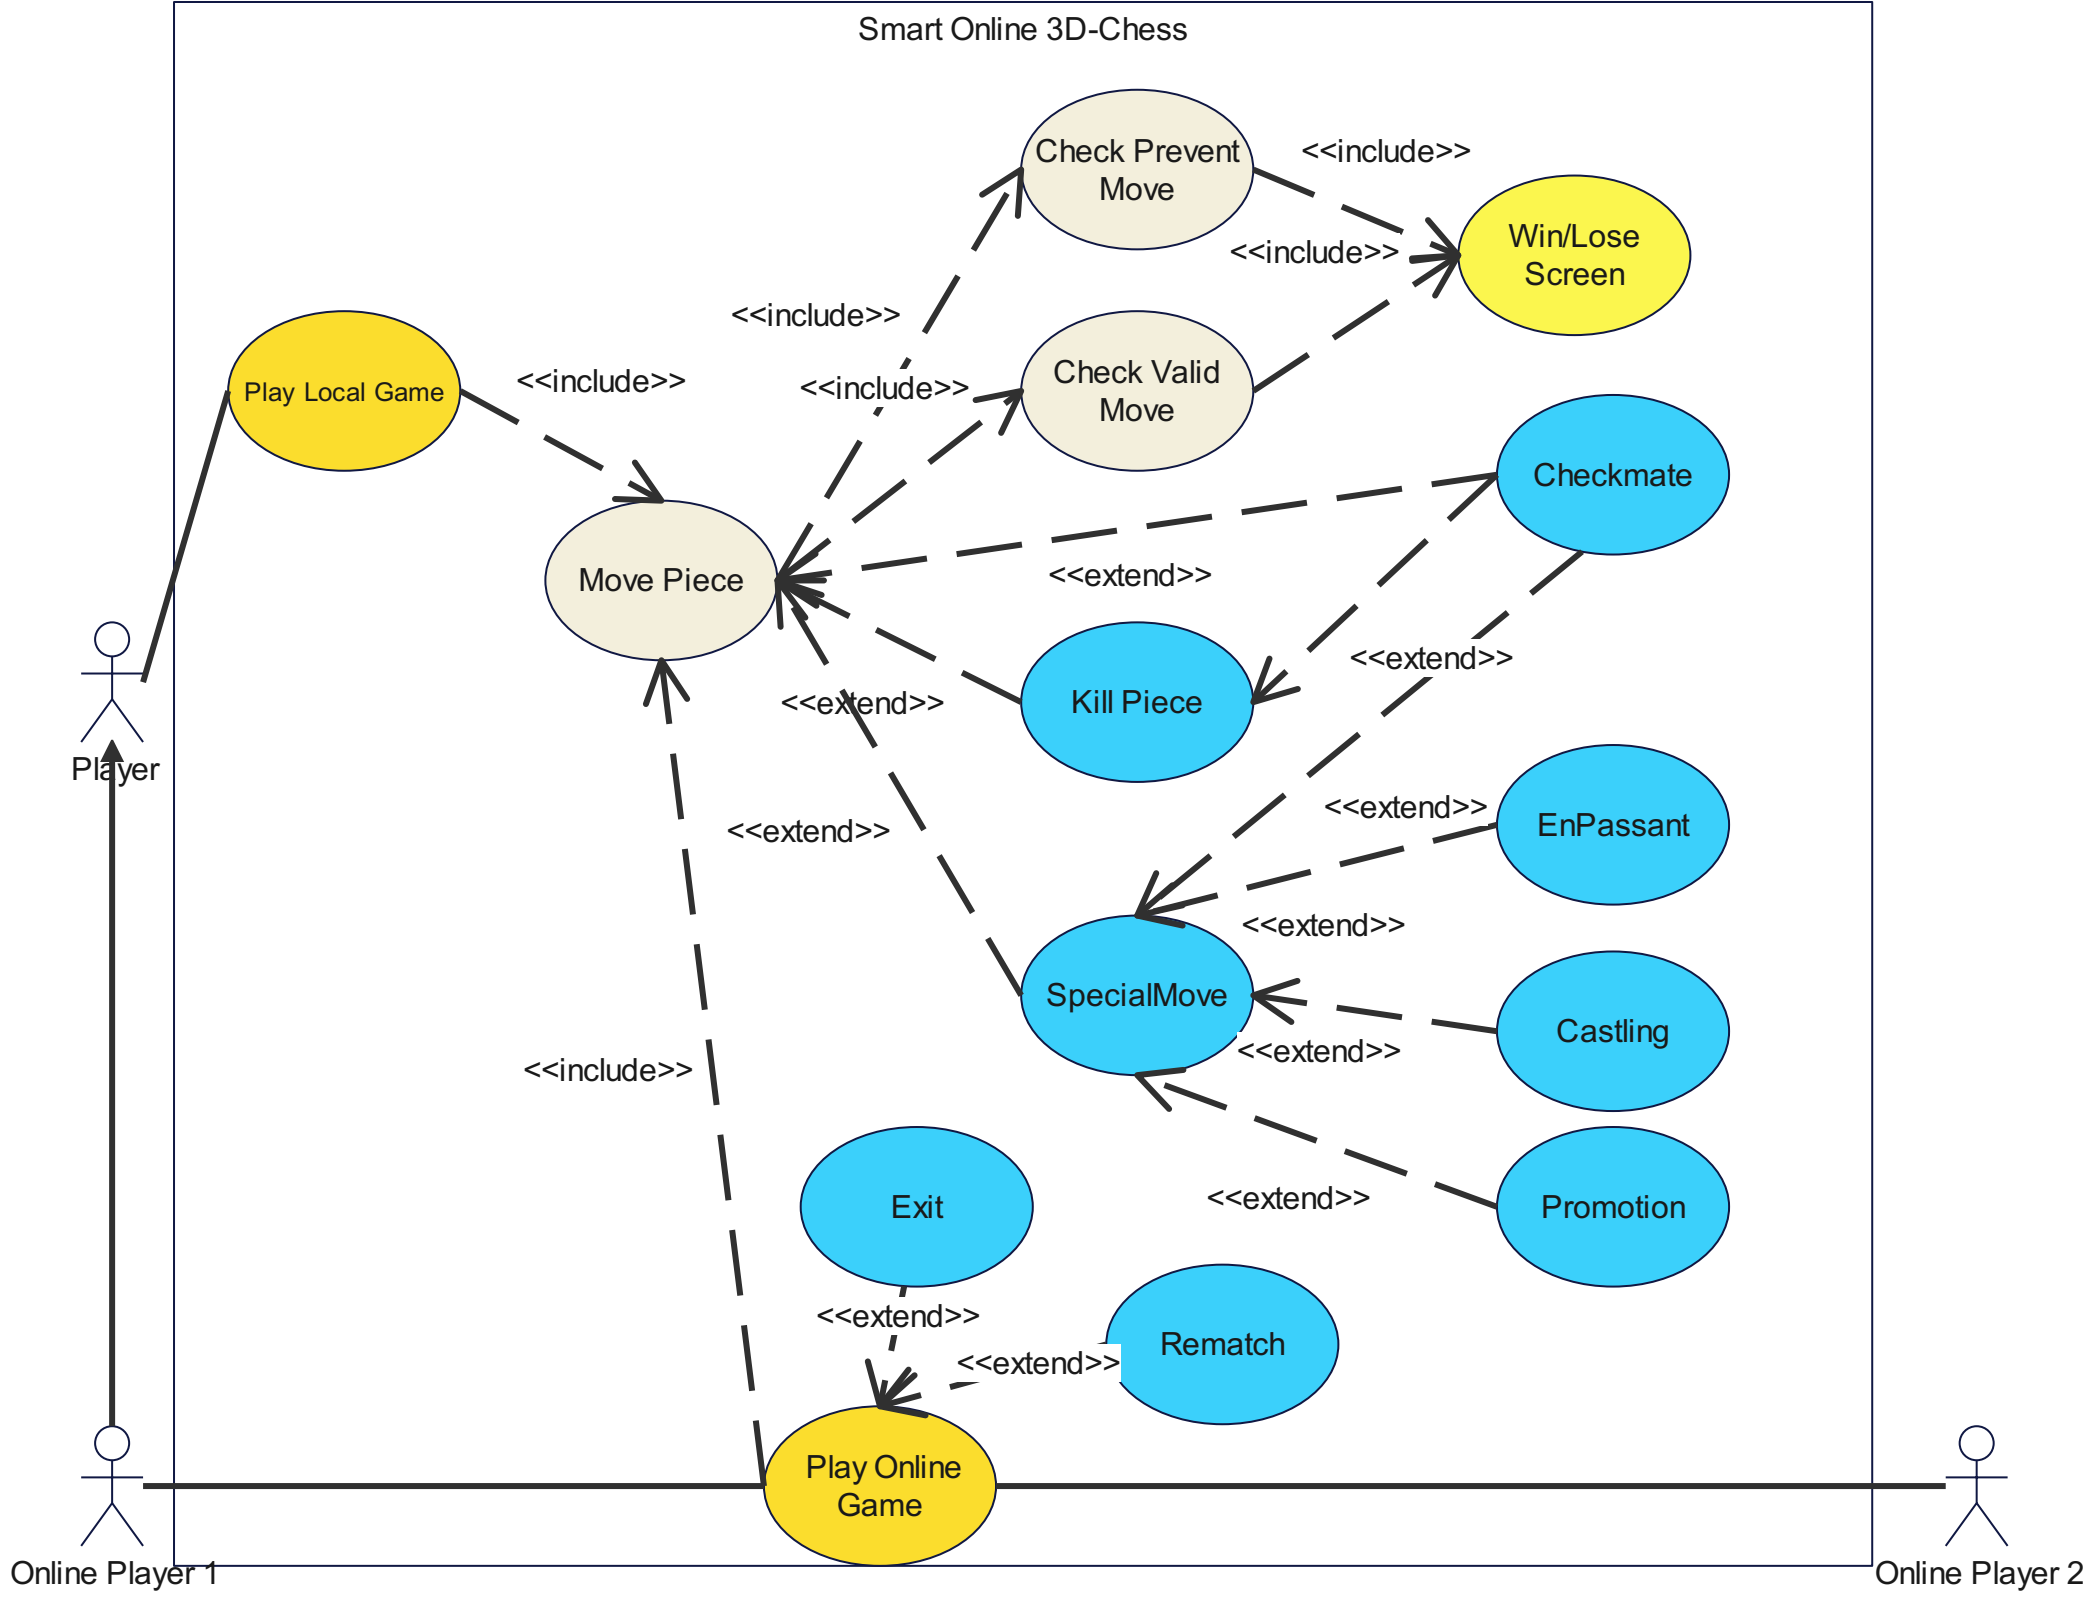 Smart Online 3D-Chess
Check Prevent
Move
<<include>>
Win/Lose
Screen
<<include>>
<<include>>
Check Valid
Move
<<include>>
Play Local Game
<<include>>
Checkmate
Move Piece
<<extend>>
<<extend>>
Kill Piece
<<extend>>
Player
<<extend>>
EnPassant
<<extend>>
<<extend>>
SpecialMove
Castling
<<extend>>
<<include>>
Exit
<<extend>>
Promotion
<<extend>>
Rematch
<<extend>>
Play Online
Game
Online Player 1
Online Player 2